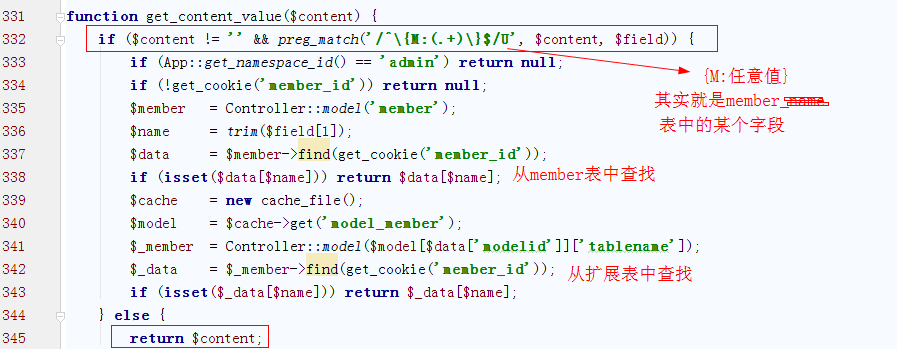 331 function get_content_value($content) {
332 if ($content != '' && preg_match('/^\{M:(.+)\}$/U', $content, $field)) {
333 if (App::get_namespace_id() == 'admin') return null;
{M:任意值}
334 if (!get_cookie('member_id')) return null;
335 $member = Controller::model('member');
其实就是member_name
336 $name = trim($field[1]);
表中的某个字段
337 $data = $member->find(get_cookie('member_id'));
338 if (isset($data[$name])) return $data[$name];
从member表中查找
339 $cache = new cache_file();
340 $model = $cache->get('model_member');
341 $_member = Controller::model($model[$data['modelid']]['tablename']);
342 $_data = $_member->find(get_cookie('member_id'));
从扩展表中查找
343 if (isset($_data[$name])) return $_data[$name];
344 } else {
345 return $content;